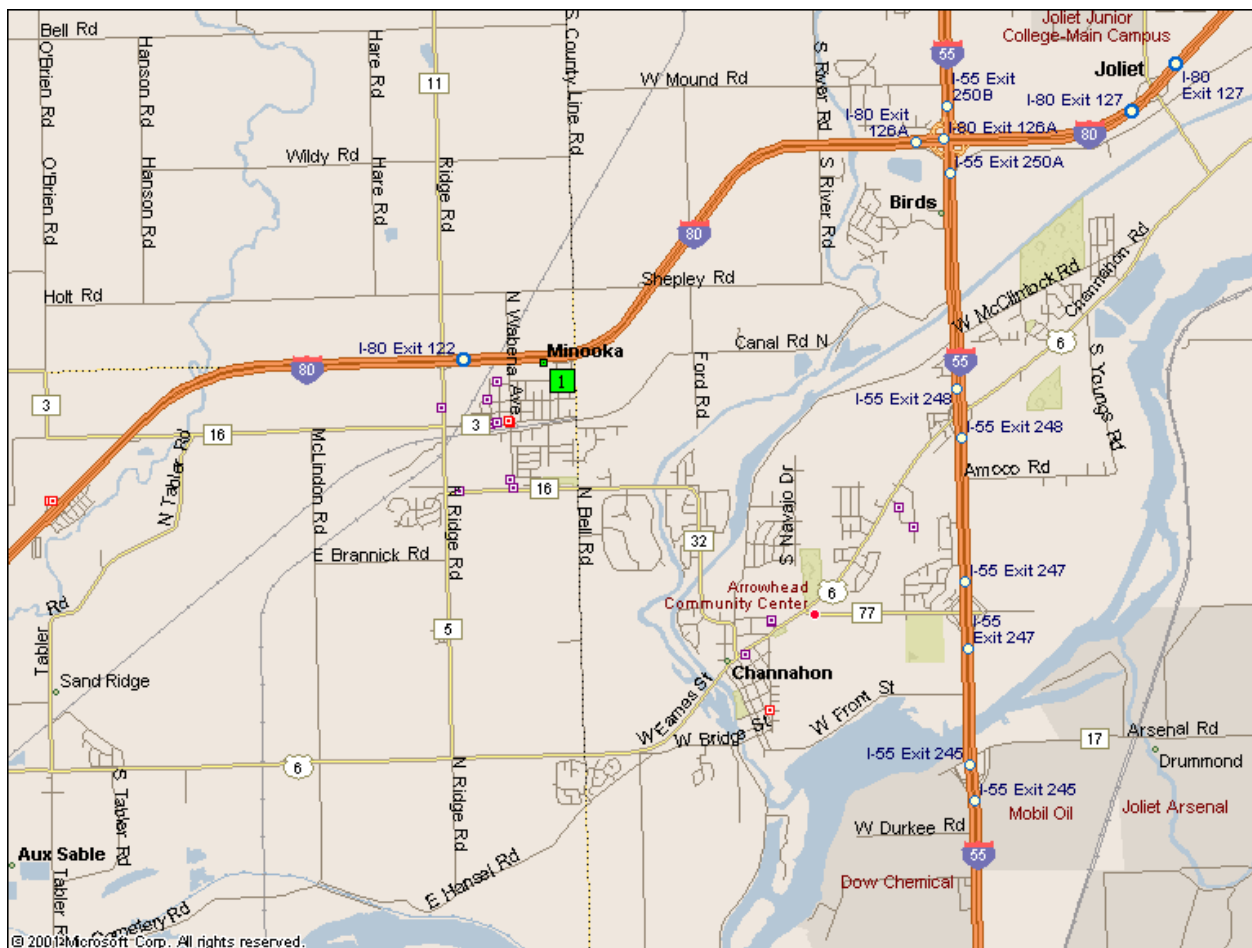 Bell Rd
O'Brien Rd
Hanson Rd
Hare Rd
11
S County Line Rd
W Mound Rd
S River Rd
55
I-55 Exit
250B
Joliet Junior
College-Main Campus
Joliet
I-80
Exit 127
I-80 Exit 127
I-80 Exit
126A
I-80 Exit 126A
80
I-55 Exit 250A
Wildy Rd
O'Brien Rd
Hanson Rd
Hare Rd
Ridge Rd
S River Rd
Birds
80
Holt Rd
Shepley Rd
W McClintock Rd
Channahon Rd
N Wabena Ave
I-80 Exit 122
Minooka
1
Canal Rd N
Ford Rd
55
6
S Youngs Rd
80
3
16
3
I-55 Exit 248
I-55 Exit 248
Amoco Rd
N Tabler Rd
McLindon Rd
N Ridge Rd
16
N Bell Rd
S Navajo Dr
32
E Brannick Rd
I-55 Exit 247
Arrowhead
Community Center
6
77
I-55
Exit 247
Tabler Rd
5
Sand Ridge
Channahon
W Eames St
W Bridge St
W Front St
6
S Tabler Rd
N Ridge Rd
I-55 Exit 245
17
Arsenal Rd
Drummond
I-55 Exit 245
Mobil Oil
Joliet Arsenal
W Durkee Rd
55
Aux Sable
Tabler
E Hansel Rd
Dow Chemical
Rd
© 2001 Microsoft Corp. All rights reserved.